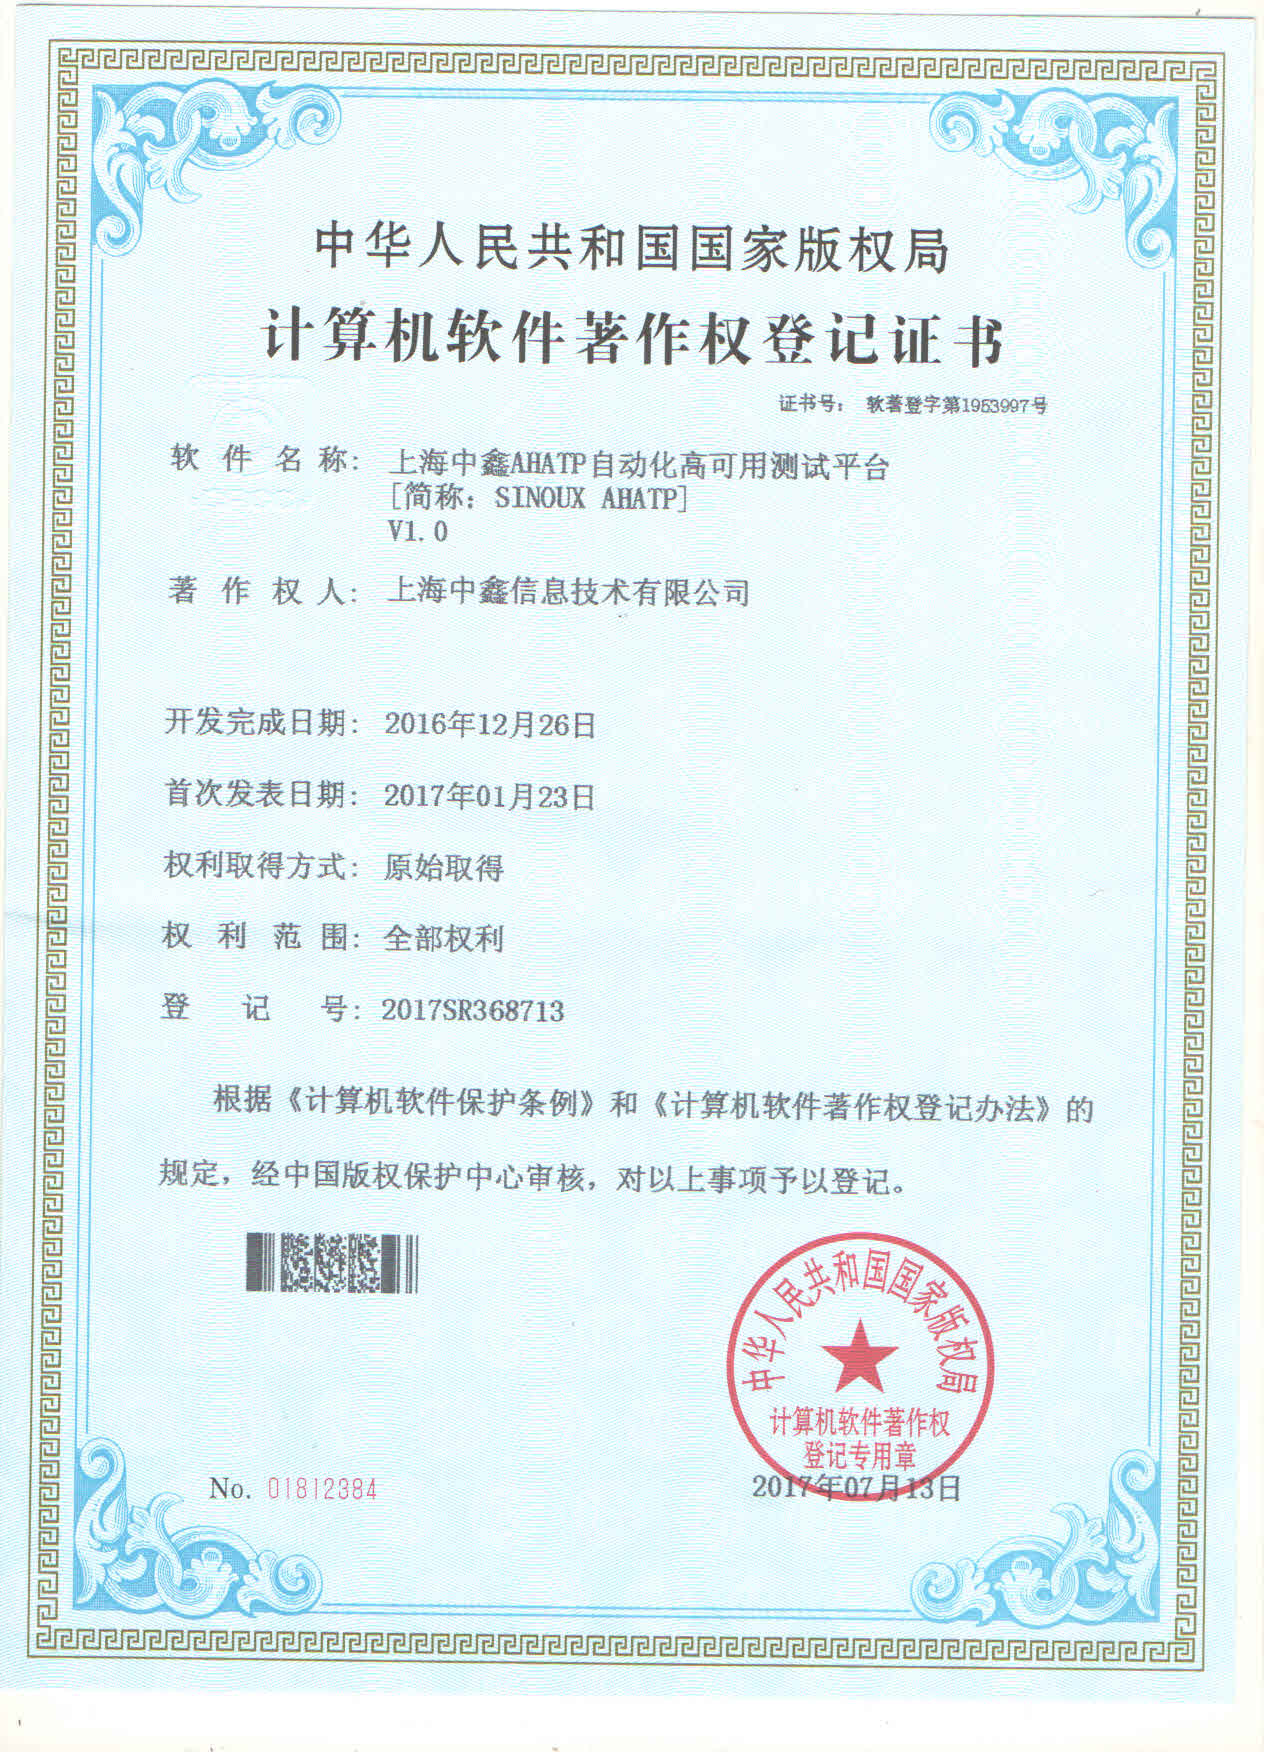 中华人民共和国国家版权局
计算机软件著作权登记证书
证书号： 软著登字第1953997号
软件名称： 上海中鑫AHATP自动化高可用测试平台
[简称：SINOUX AHATP]
V1.0
著作权人： 上海中鑫信息技术有限公司
开发完成日期： 2016年12月26日
首次发表日期： 2017年01月23日
权利取得方式： 原始取得
权利范围： 全部权利
登记号： 2017SR368713
根据《计算机软件保护条例》和《计算机软件著作权登记办法》的
规定，经中国版权保护中心审核，对以上事项予以登记。
中华人民共和国国家版权局
计算机软件著作权
登记专用章
No. 01812384
2017年07月13日